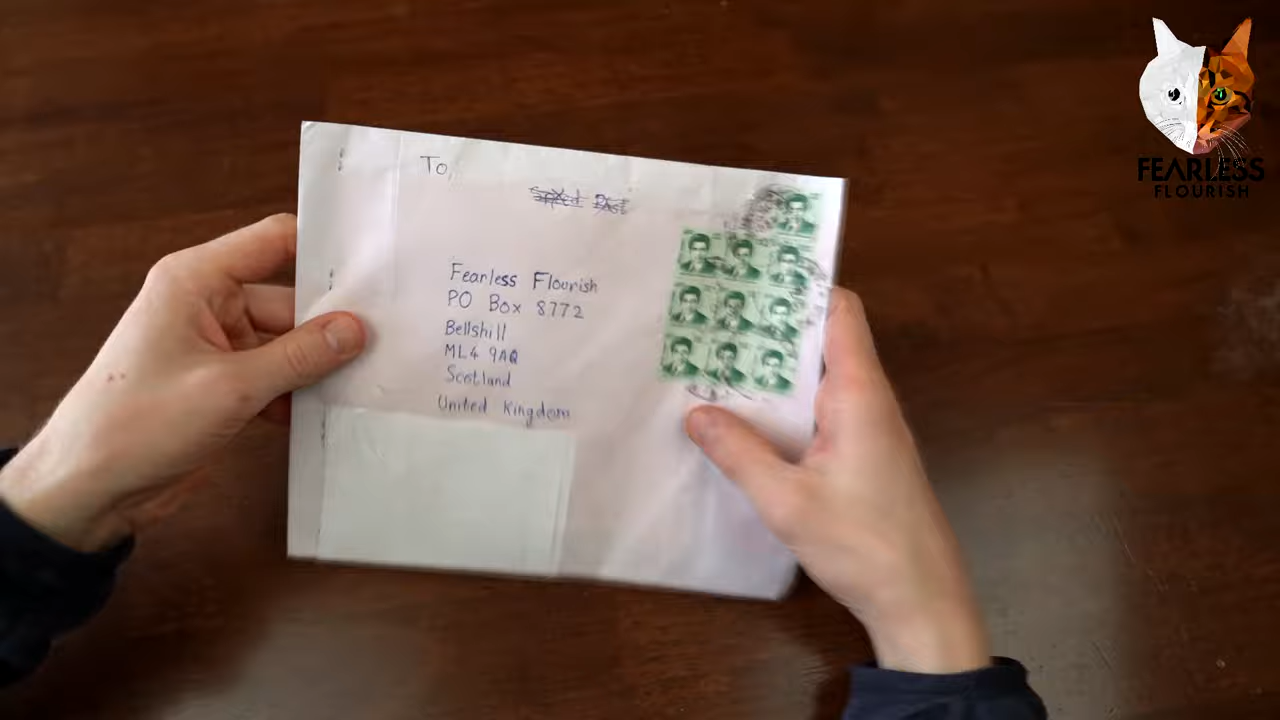 To,
Speed Post
Fearless Flourish
PO Box 8772
Bellshill
ML4 9AQ
Scotland
United Kingdom
FEARLESS
FLOURISH